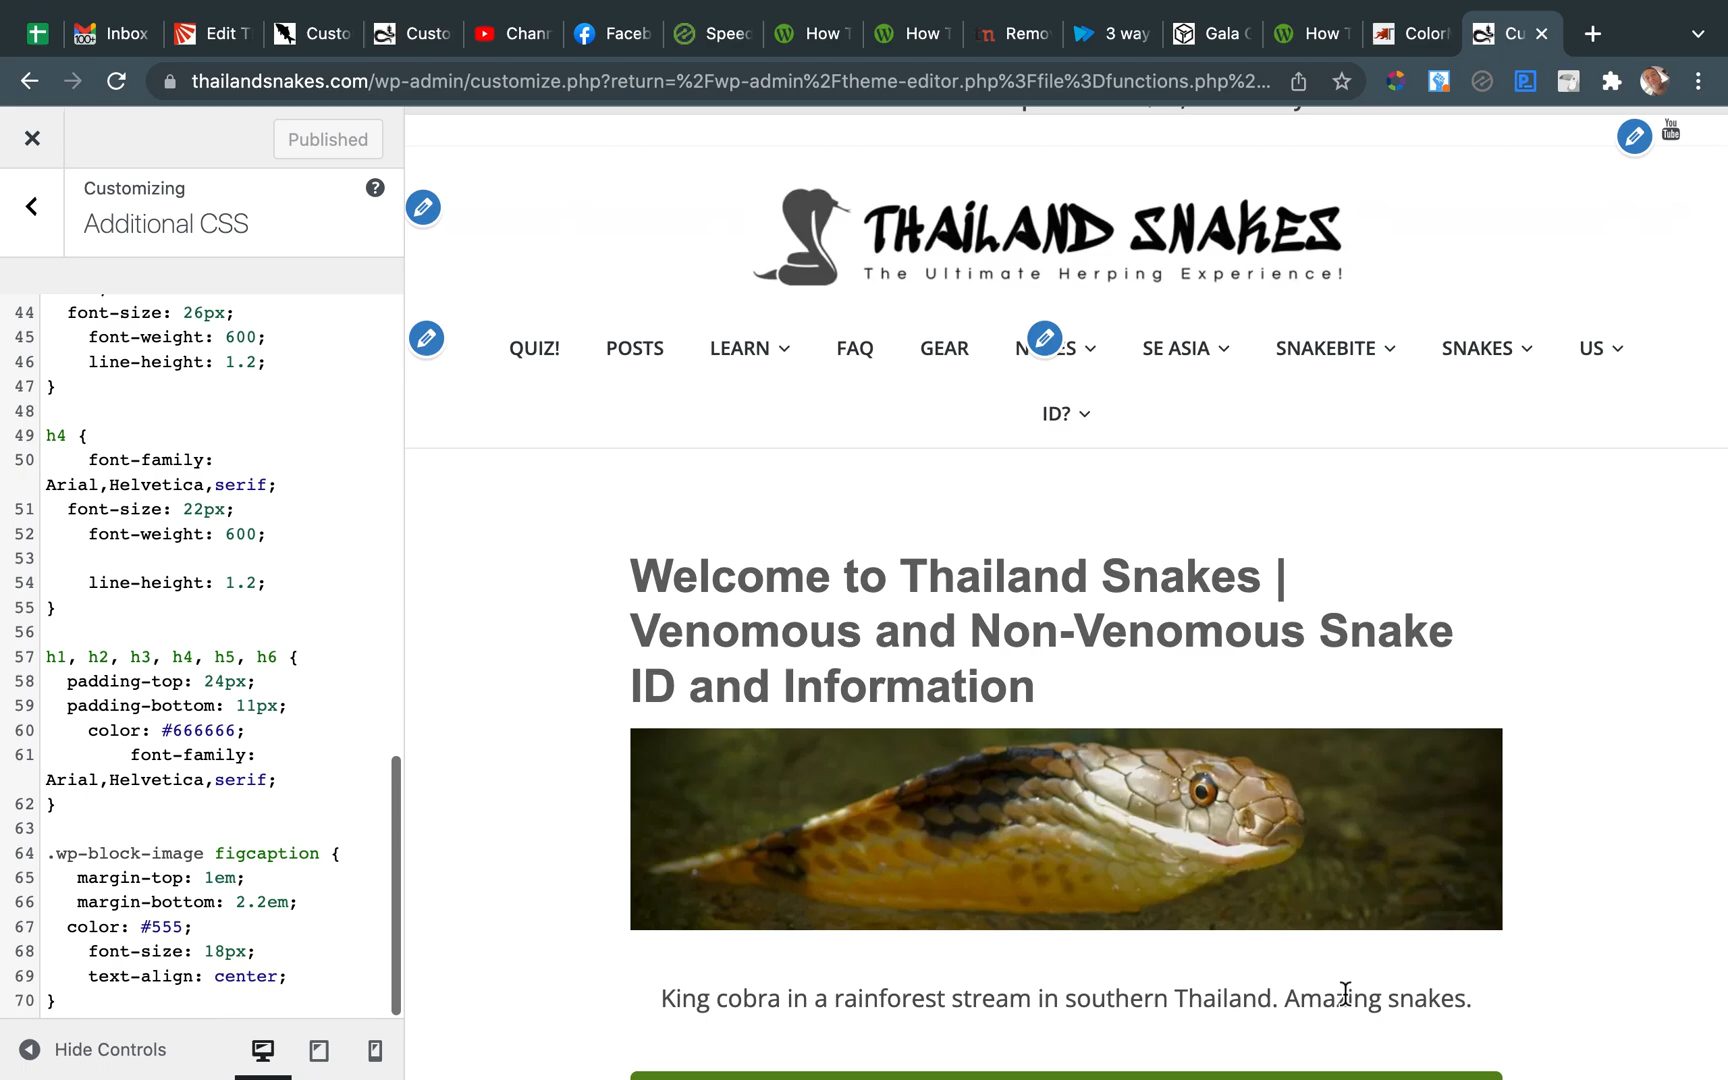 Inbox
Edit T
Custo
Custo
Chann
Faceb
Speed
How T
How T
Remo
3 way
Gala C
How T
Color
Cu
thailandsnakes.com/wp-admin/customize.php?return=%2Fwp-admin%2Ftheme-editor.php%3Ffile%3Dfunctions.php%2...
Published
You
Tube
Customizing
Additional CSS
THAILAND SNAKES
The Ultimate Herping Experience!
QUIZ! POSTS LEARN FAQ GEAR SE ASIA SNAKEBITE SNAKES US
ID?
44 font-size: 26px;
45 font-weight: 600;
46 line-height: 1.2;
47 }
48
49 h4 {
50 font-family:
Arial,Helvetica,serif;
51 font-size: 22px;
52 font-weight: 600;
53
54 line-height: 1.2;
55 }
56
57 h1, h2, h3, h4, h5, h6 {
58 padding-top: 24px;
59 padding-bottom: 11px;
60 color: #666666;
61 font-family:
Arial,Helvetica,serif;
62 }
63
64 .wp-block-image figcaption {
65 margin-top: 1em;
66 margin-bottom: 2.2em;
67 color: #555;
68 font-size: 18px;
69 text-align: center;
70 }
Welcome to Thailand Snakes |
Venomous and Non-Venomous Snake
ID and Information
King cobra in a rainforest stream in southern Thailand. Amazing snakes.
Hide Controls